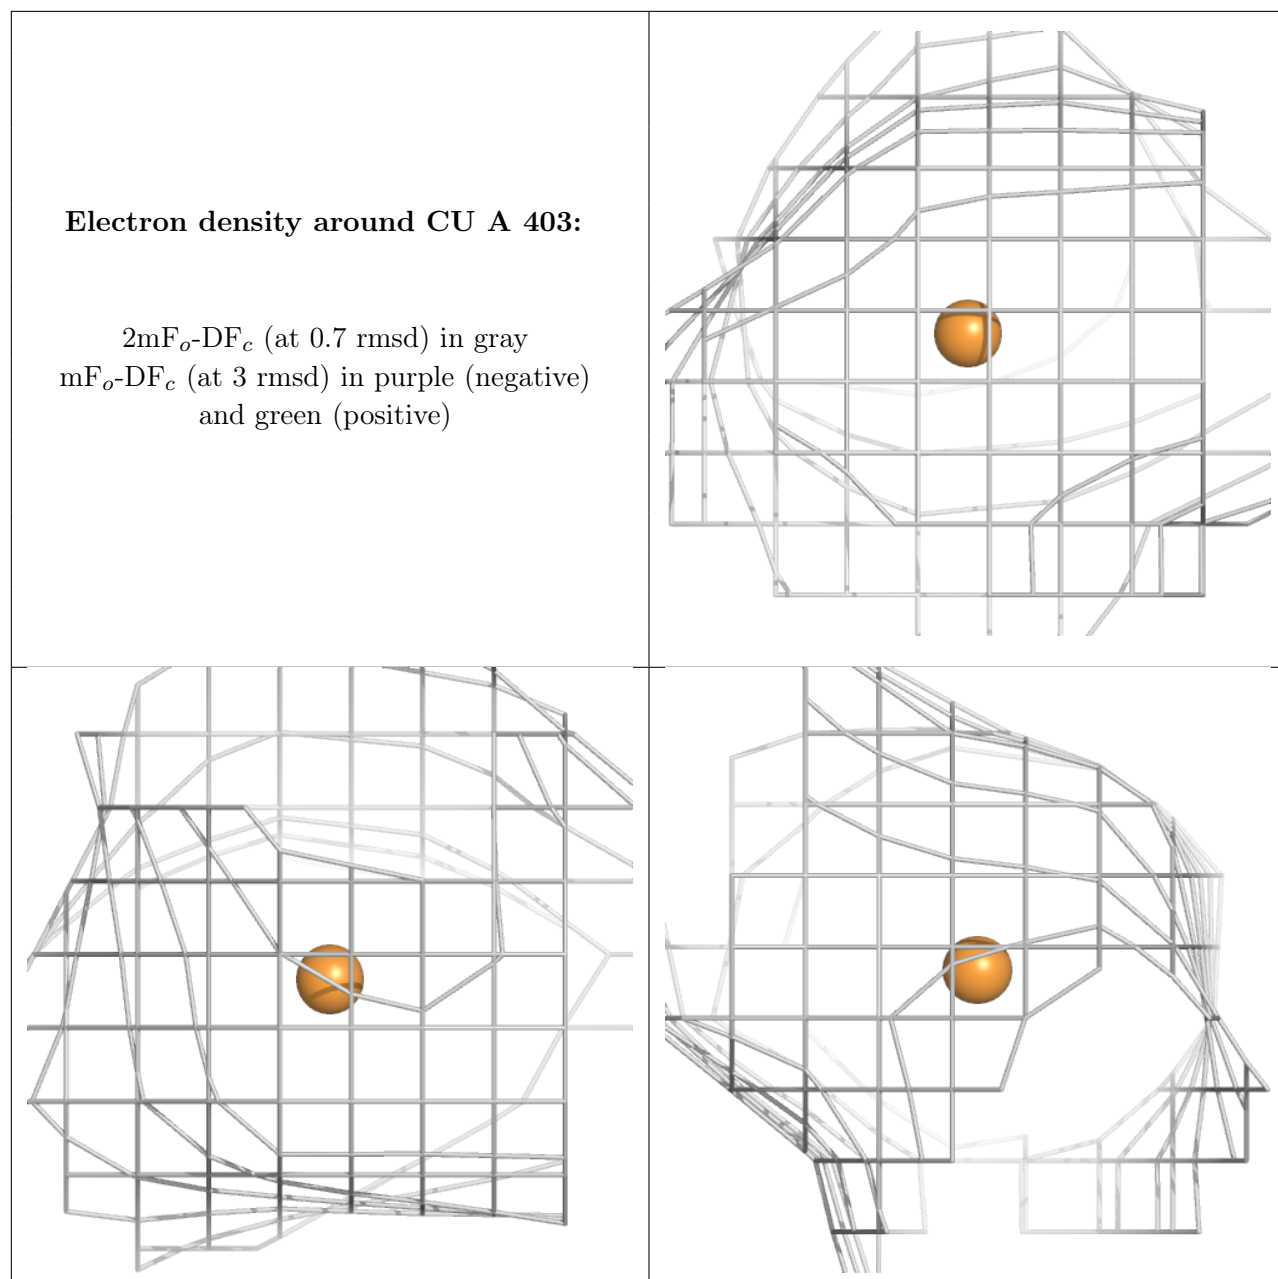 Electron density around CU A 403:
2mFo-DFc (at 0.7 rmsd) in gray
mFo-DFc (at 3 rmsd) in purple (negative)
and green (positive)